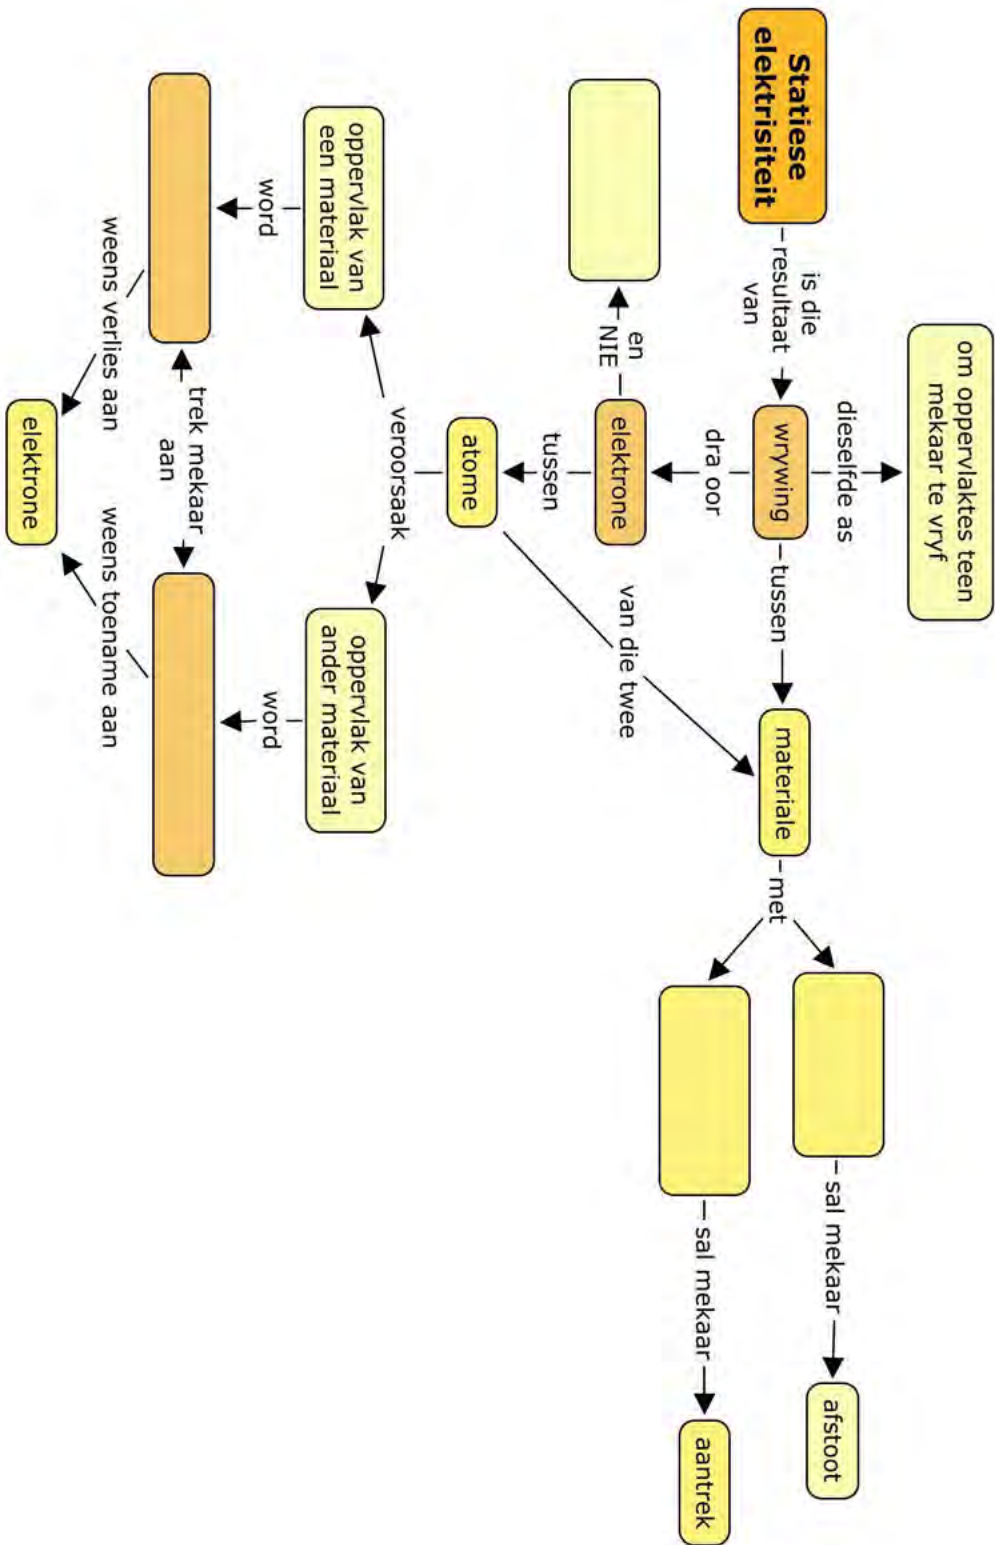 Statiese
elektrisiteit
is die
resultaat
van
om oppervlaktes teen
mekaar te vryf
dieselfde as
wrywing
tussen
materiale
met
sal mekaar
afstoot
sal mekaar
aantrek
dra oor
elektrone
en
NIE
tussen
atome
van die twee
veroorsaak
oppervlak van
een materiaal
word
oppervlak van
ander materiaal
word
trek mekaar
aan
weens verlies aan
weens toename aan
elektrone